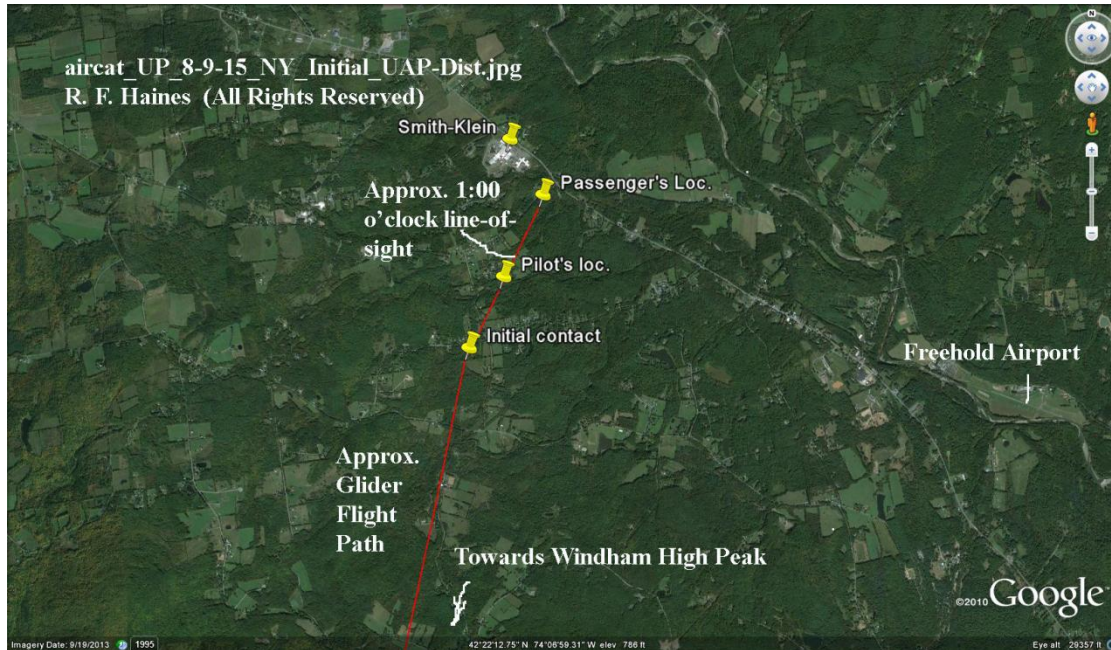 aircat_UP_8-9-15_NY_Initial_UAP-Dist.jpg
R. F. Haines (All Rights Reserved)
N
Smith-Klein
Passenger's Loc.
Approx. 1:00
o'clock line-of-
sight
Pilot's loc.
Initial contact
Freehold Airport
Approx.
Glider
Flight
Path
Towards Windham High Peak
©2010 Google
Imagery Date: 9/19/2013 1995 42°22'12.75" N 74°06'59.31" W elev 786 ft Eye alt 29357 ft